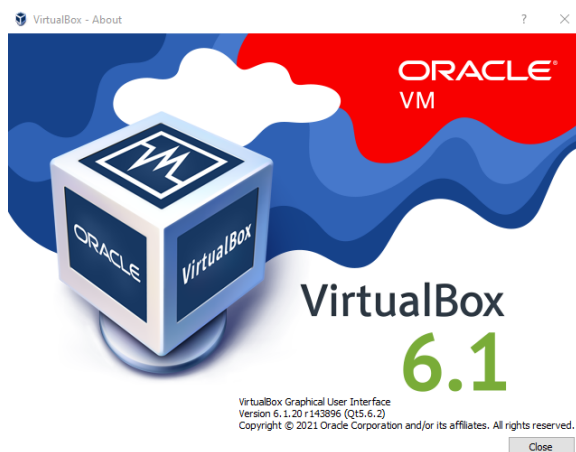 VirtualBox - About
ORACLE®
VM
ORACLE
VirtualBox
VirtualBox
6.1
VirtualBox Graphical User Interface
Version 6.1.20 r143896 (Qt5.6.2)
Copyright © 2021 Oracle Corporation and/or its affiliates. All rights reserved.
Close